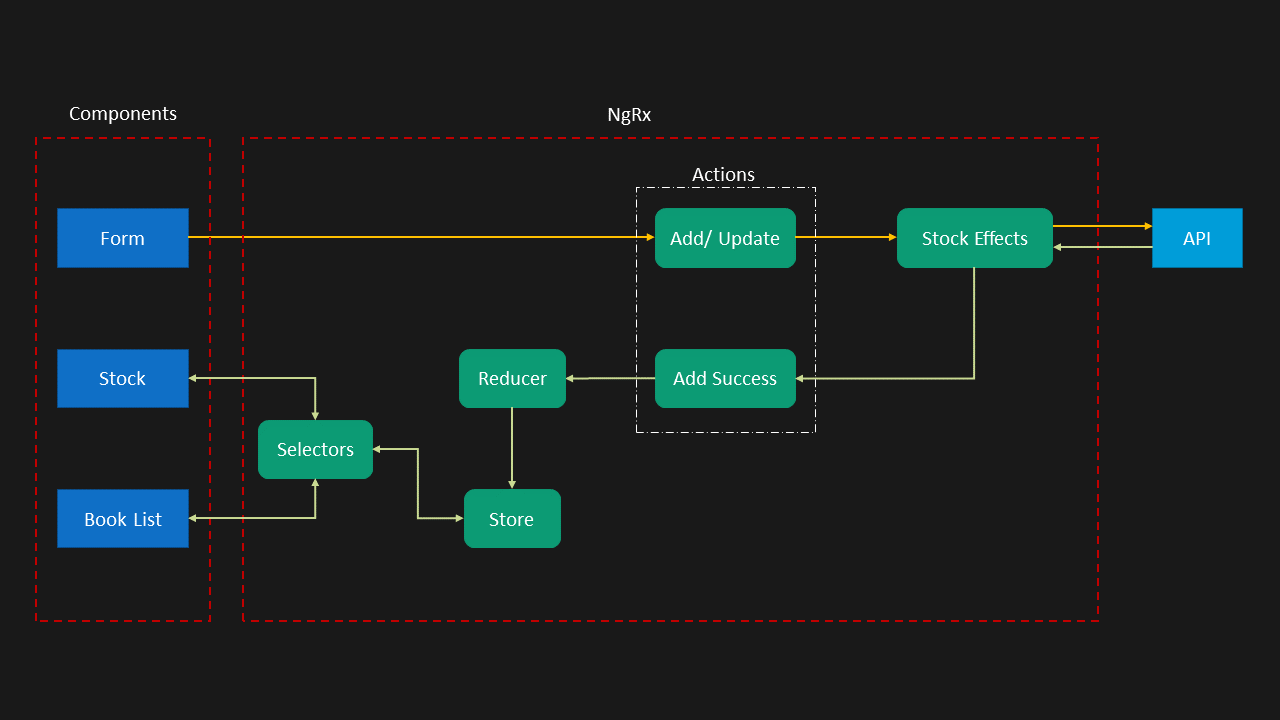 Components
NgRx
Actions
Form
Add/ Update
Stock Effects
API
Stock
Reducer
Add Success
Selectors
Book List
Store